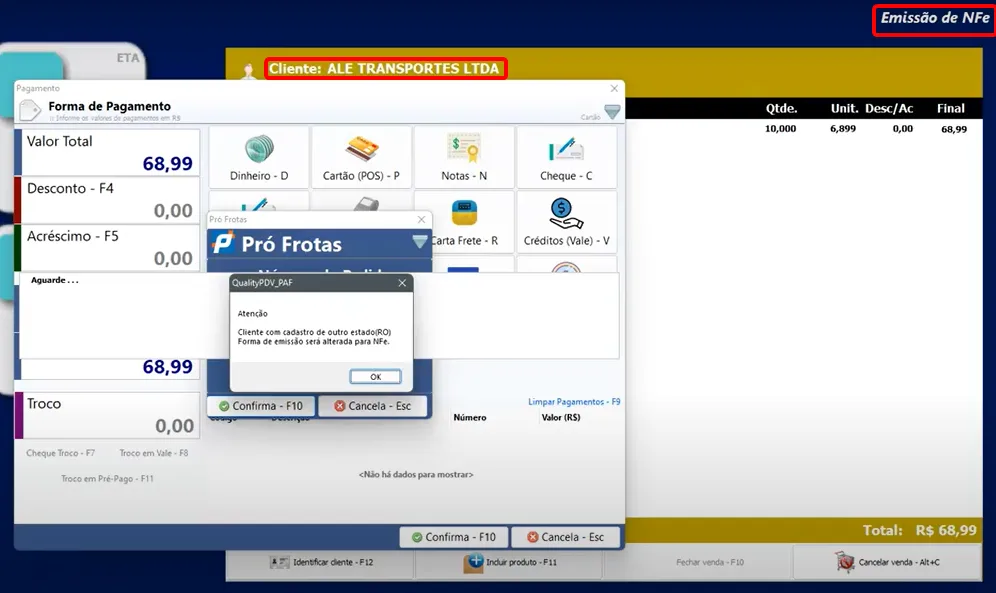 Emissão de NFe
ETA
Cliente: ALE TRANSPORTES LTDA
Pagamento
Forma de Pagamento
:: Informe os valores de pagamentos em R$
Cartão
Qtde. Unit. Desc/Ac Final
10,000 6,899 0,00 68,99
Valor Total
68,99
Desconto - F4
0,00
Acréscimo - F5
0,00
Dinheiro - D
Cartão (POS) - P
Notas - N
Cheque - C
Carta Frete - R
Créditos (Vale) - V
Pró Frotas
Pró Frotas
Aguarde . . .
QualityPDV_PAF
Atenção
Cliente com cadastro de outro estado(RO)
Forma de emissão será alterada para NFe.
OK
68,99
Confirma - F10
Cancela - Esc
Troco
0,00
Limpar Pagamentos - F9
Número Valor (R$)
Cheque Troco - F7 Troco em Vale - F8
Troco em Pré-Pago - F11
<Não há dados para mostrar>
Confirma - F10
Cancela - Esc
Total: R$ 68,99
Identificar cliente - F12
Incluir produto - F11
Fechar venda - F10
Cancelar venda - Alt+C